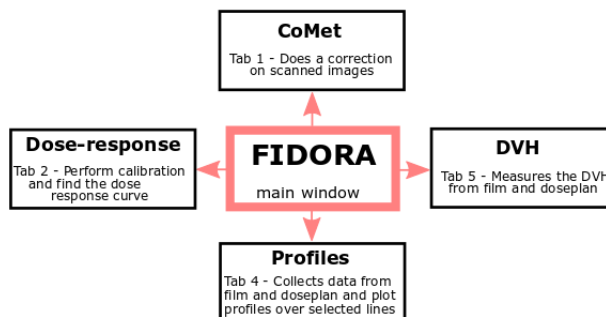 CoMet
Tab 1 - Does a correction
on scanned images
Dose-response
Tab 2 - Perform calibration
and find the dose
response curve
FIDORA
main window
DVH
Tab 5 - Measures the DVH
from film and doseplan
Profiles
Tab 4 - Collects data from
film and doseplan and plot
profiles over selected lines